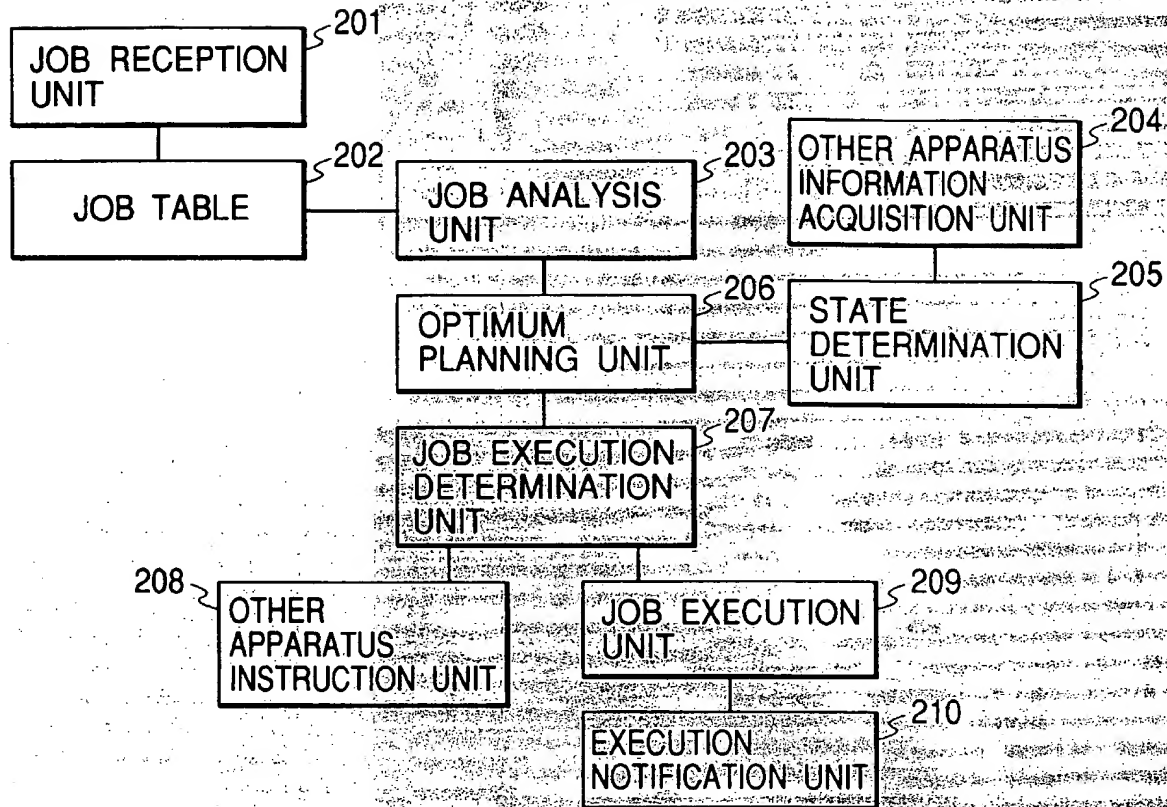 201
JOB RECEPTION
UNIT
202
JOB TABLE
203
JOB ANALYSIS
UNIT
204
OTHER APPARATUS
INFORMATION
ACQUISITION UNIT
205
STATE
DETERMINATION
UNIT
206
OPTIMUM
PLANNING UNIT
207
JOB EXECUTION
DETERMINATION
UNIT
208
OTHER
APPARATUS
INSTRUCTION UNIT
209
JOB EXECUTION
UNIT
210
EXECUTION
NOTIFICATION UNIT